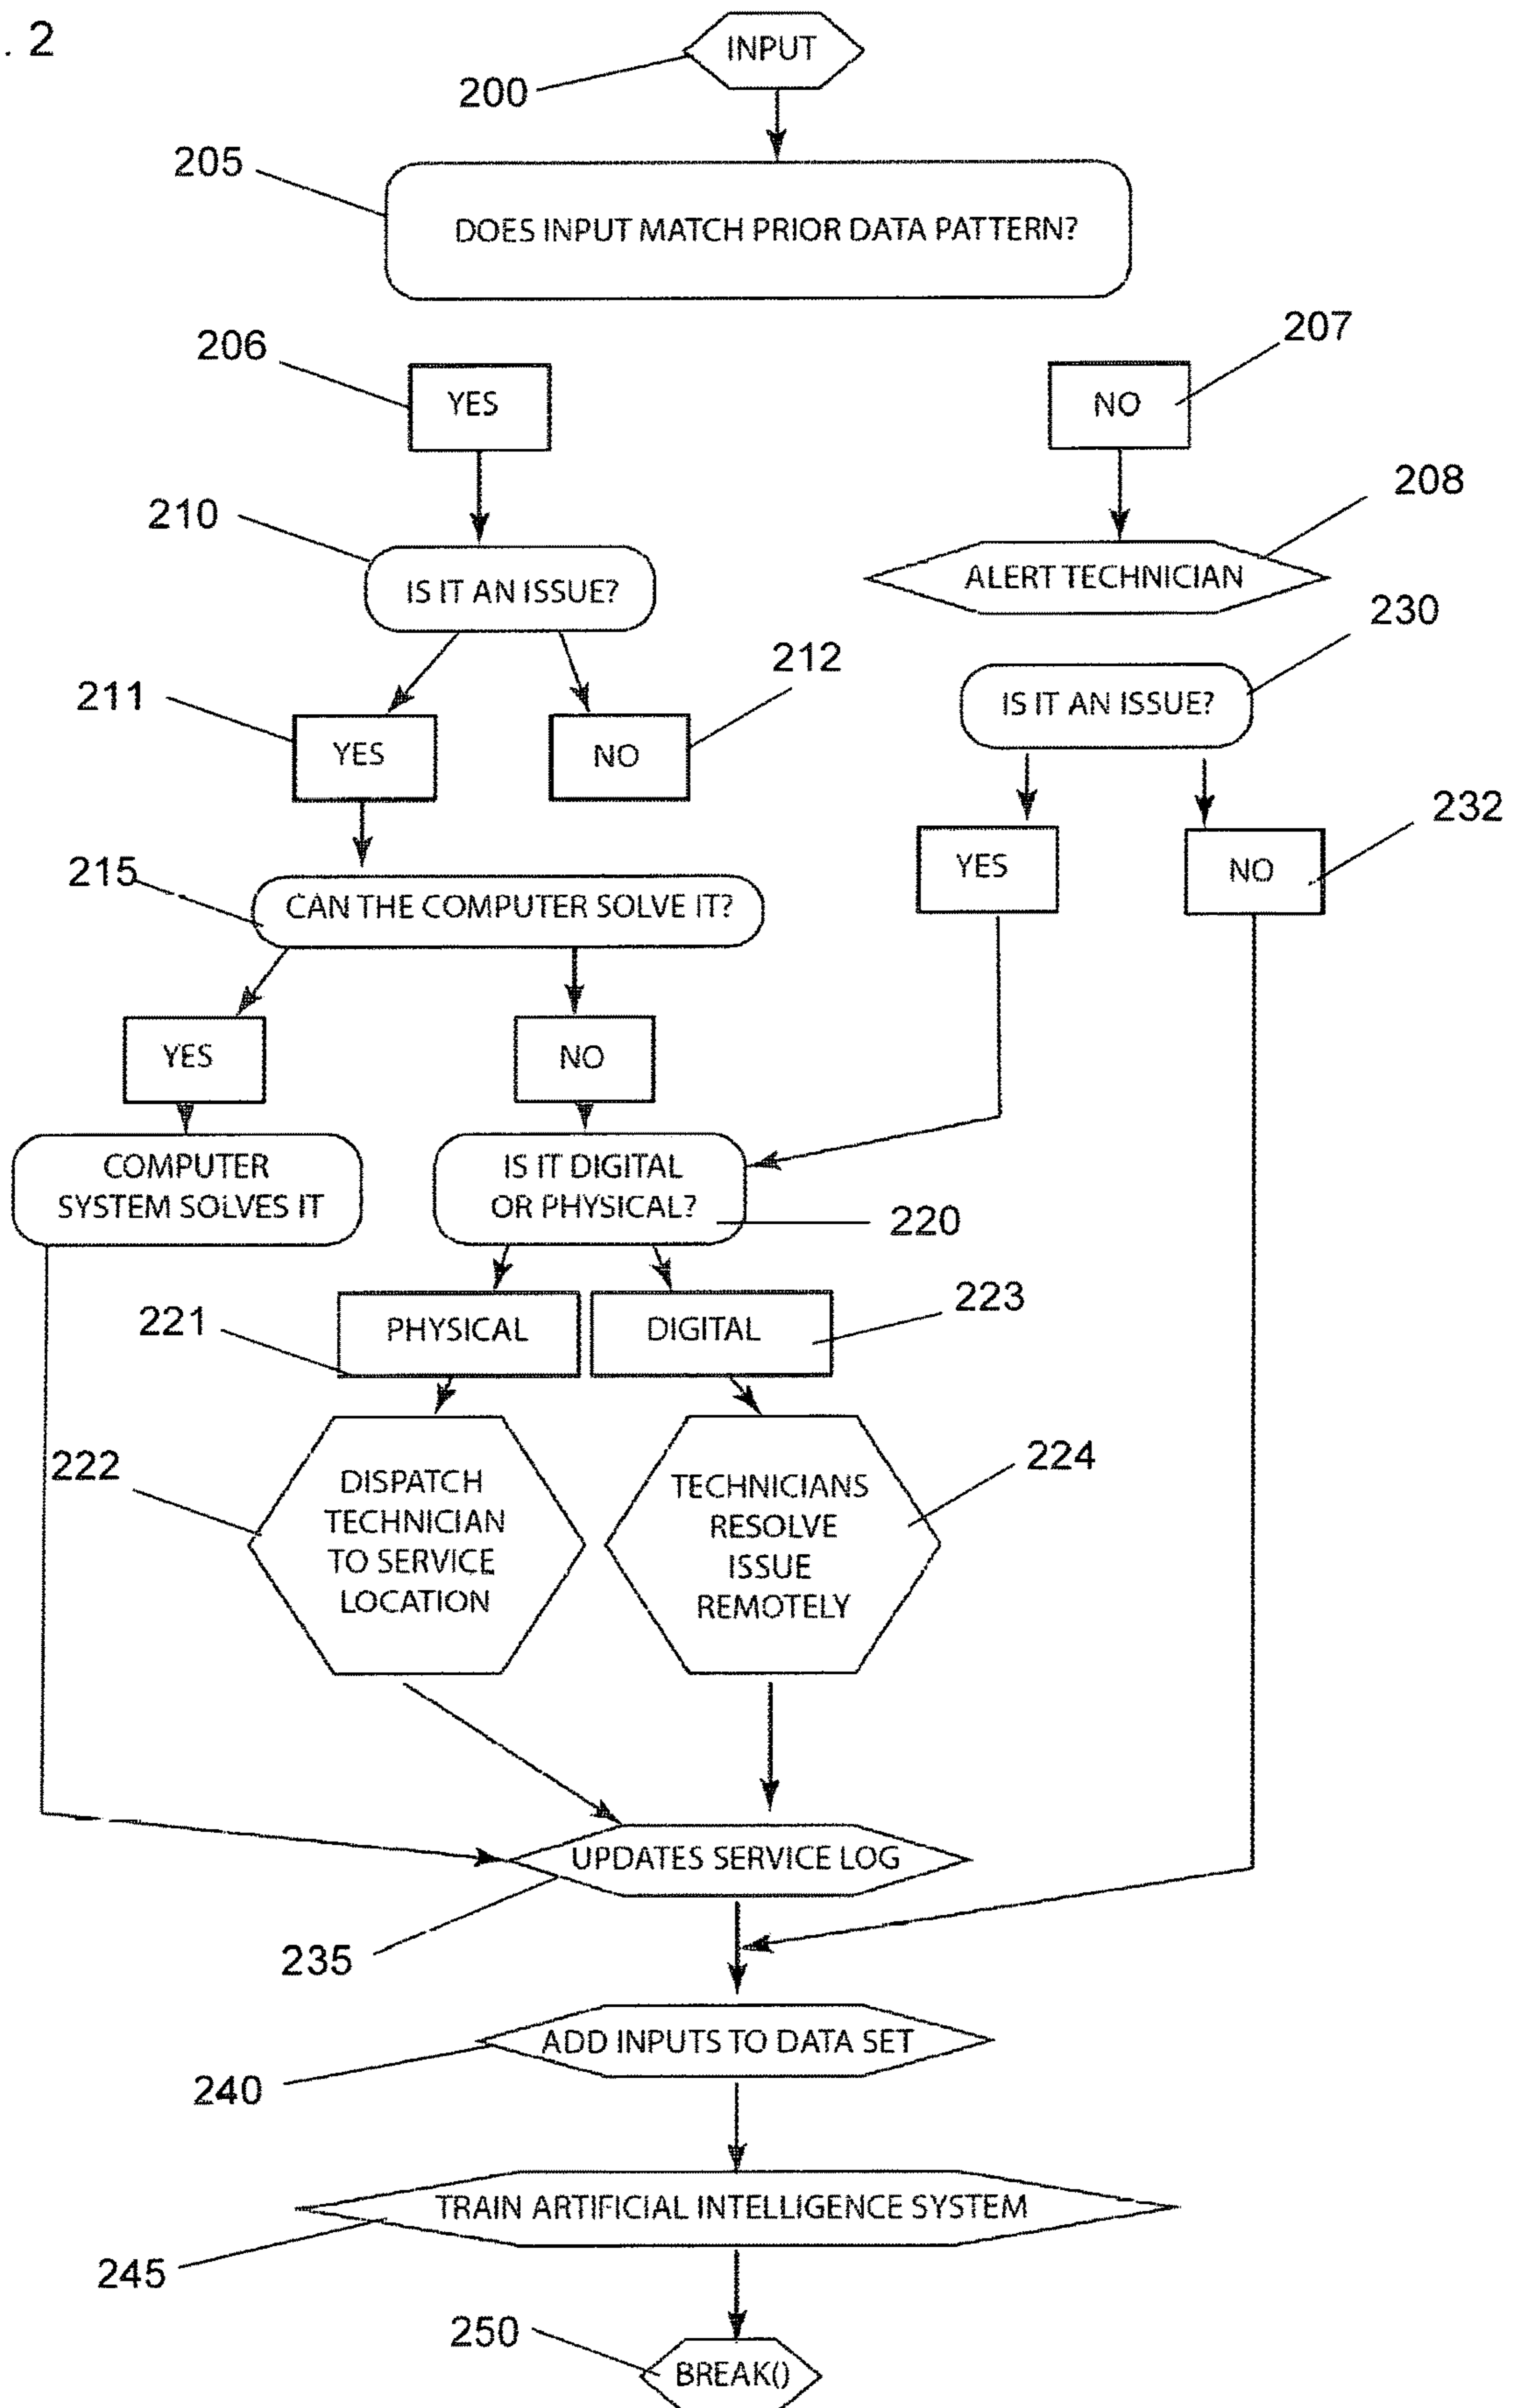 . 2
INPUT
200
205
DOES INPUT MATCH PRIOR DATA PATTERN?
206
YES
207
NO
208
210
IS IT AN ISSUE?
ALERT TECHNICIAN
230
IS IT AN ISSUE?
211
YES
212
NO
232
YES
NO
215
CAN THE COMPUTER SOLVE IT?
YES
NO
COMPUTER
SYSTEM SOLVES IT
IS IT DIGITAL
OR PHYSICAL?
220
221
PHYSICAL
DIGITAL
223
222
DISPATCH
TECHNICIAN
TO SERVICE
LOCATION
TECHNICIANS
RESOLVE
ISSUE
REMOTELY
224
UPDATES SERVICE LOG
235
ADD INPUTS TO DATA SET
240
TRAIN ARTIFICIAL INTELLIGENCE SYSTEM
245
250
BREAK()